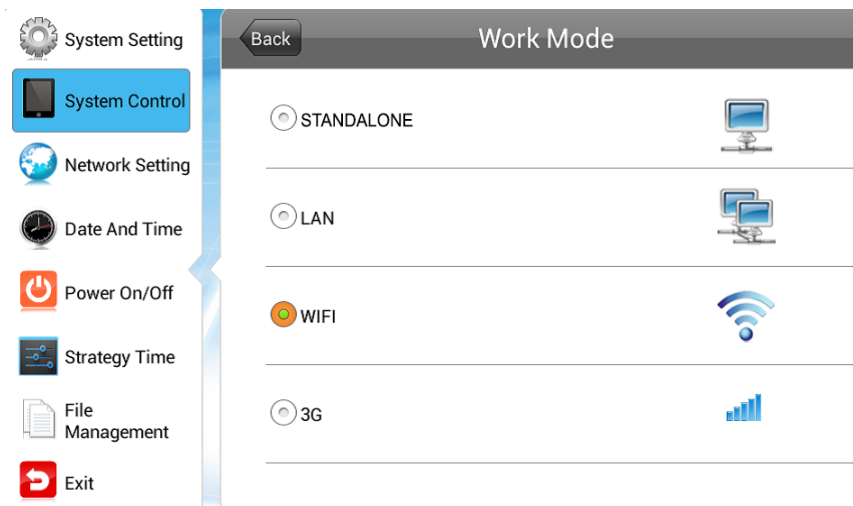 System Setting
System Control
Network Setting
Date And Time
Power On/Off
Strategy Time
File
Management
Exit
Back
Work Mode
STANDALONE
LAN
WIFI
3G